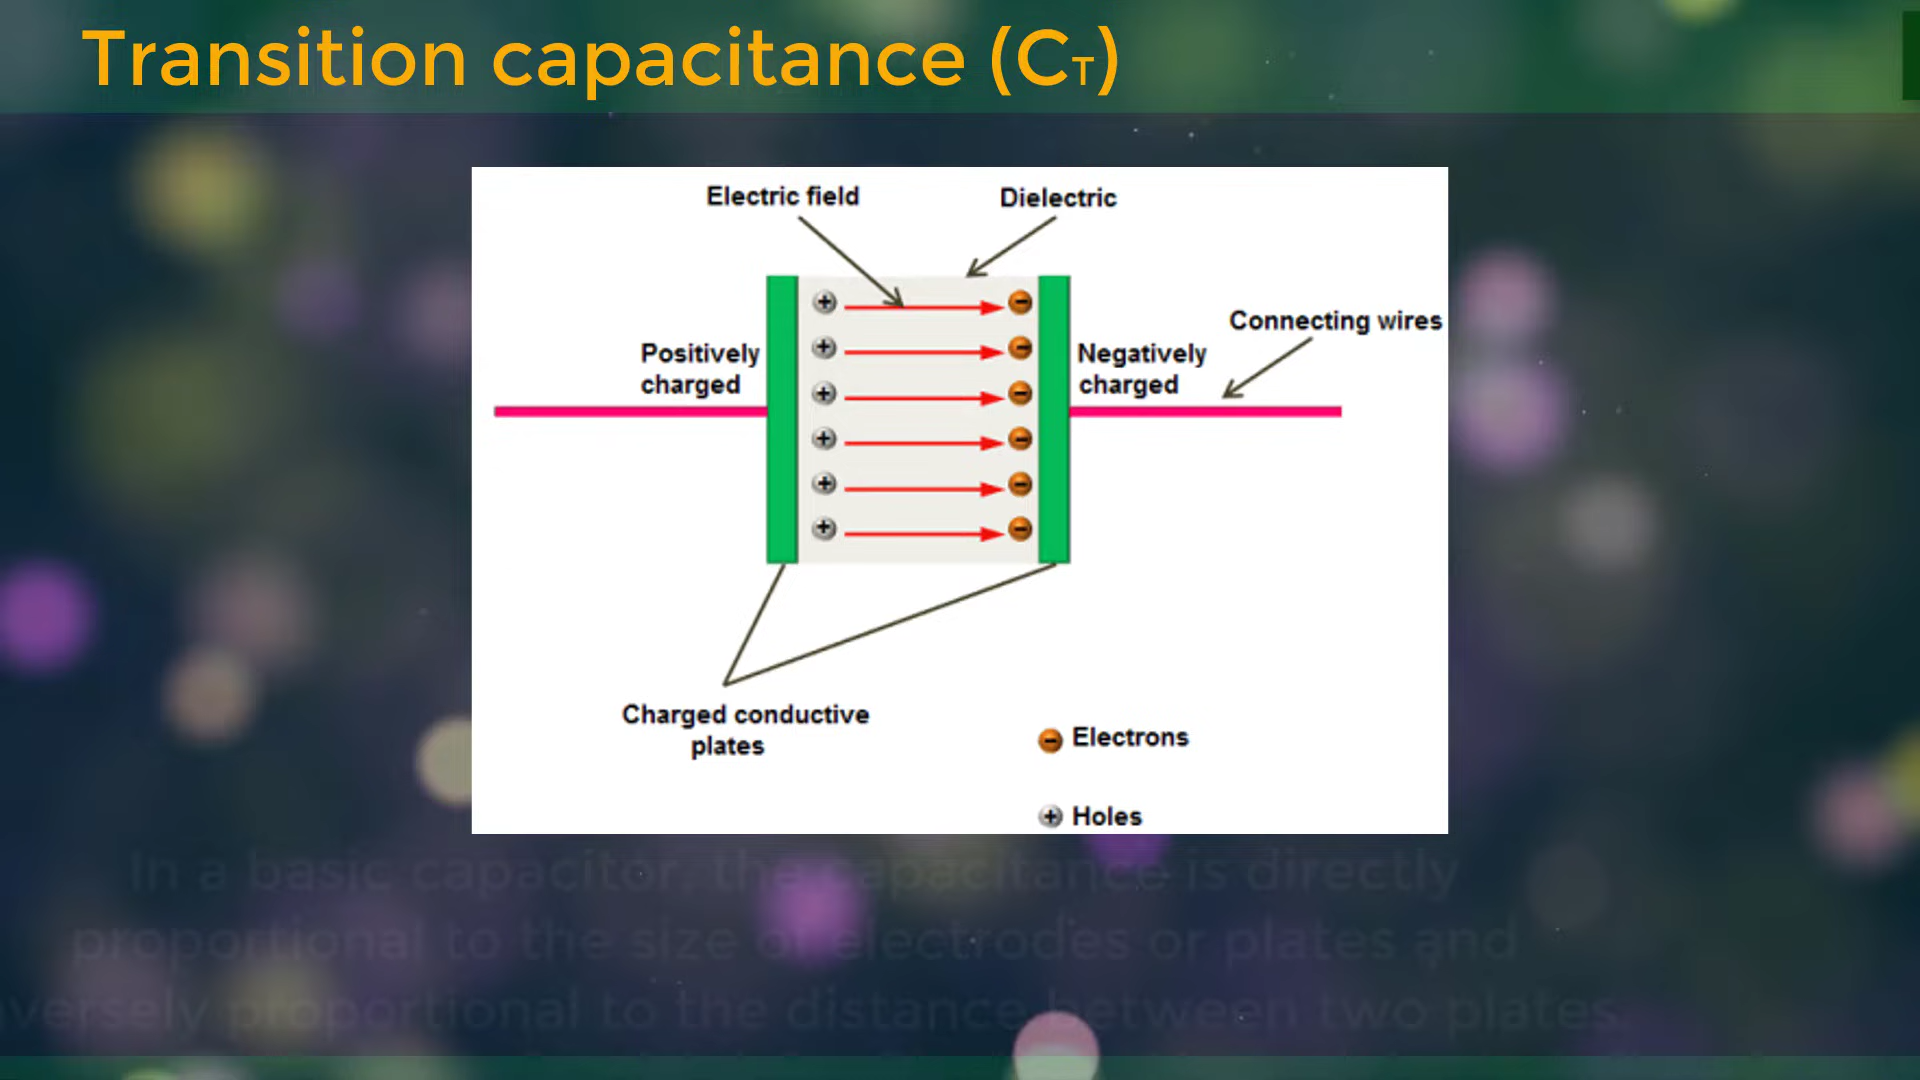 Transition capacitance (CT)
Electric field
Dielectric
Connecting wires
Positively
charged
Negatively
charged
Charged conductive
plates
Electrons
Holes
In a basic capacitor, the capacitance is directly
proportional to the size of electrodes or plates and
proportional to the distance between two plates.